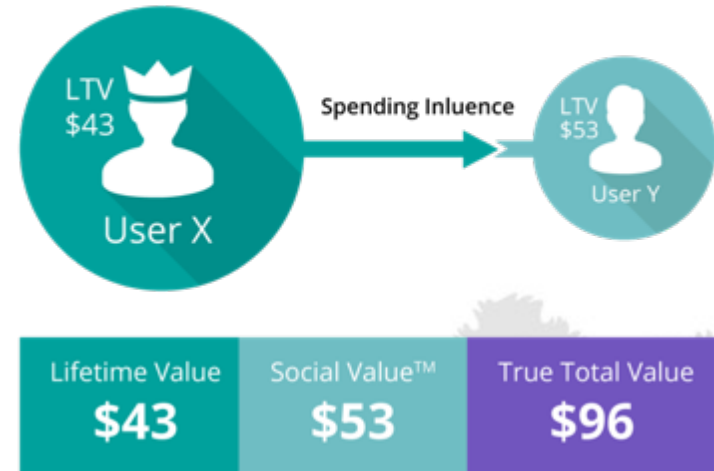 LTV
$43
User X
Spending Inluence
LTV
$53
User Y
Lifetime Value
$43
Social Value™
$53
True Total Value
$96